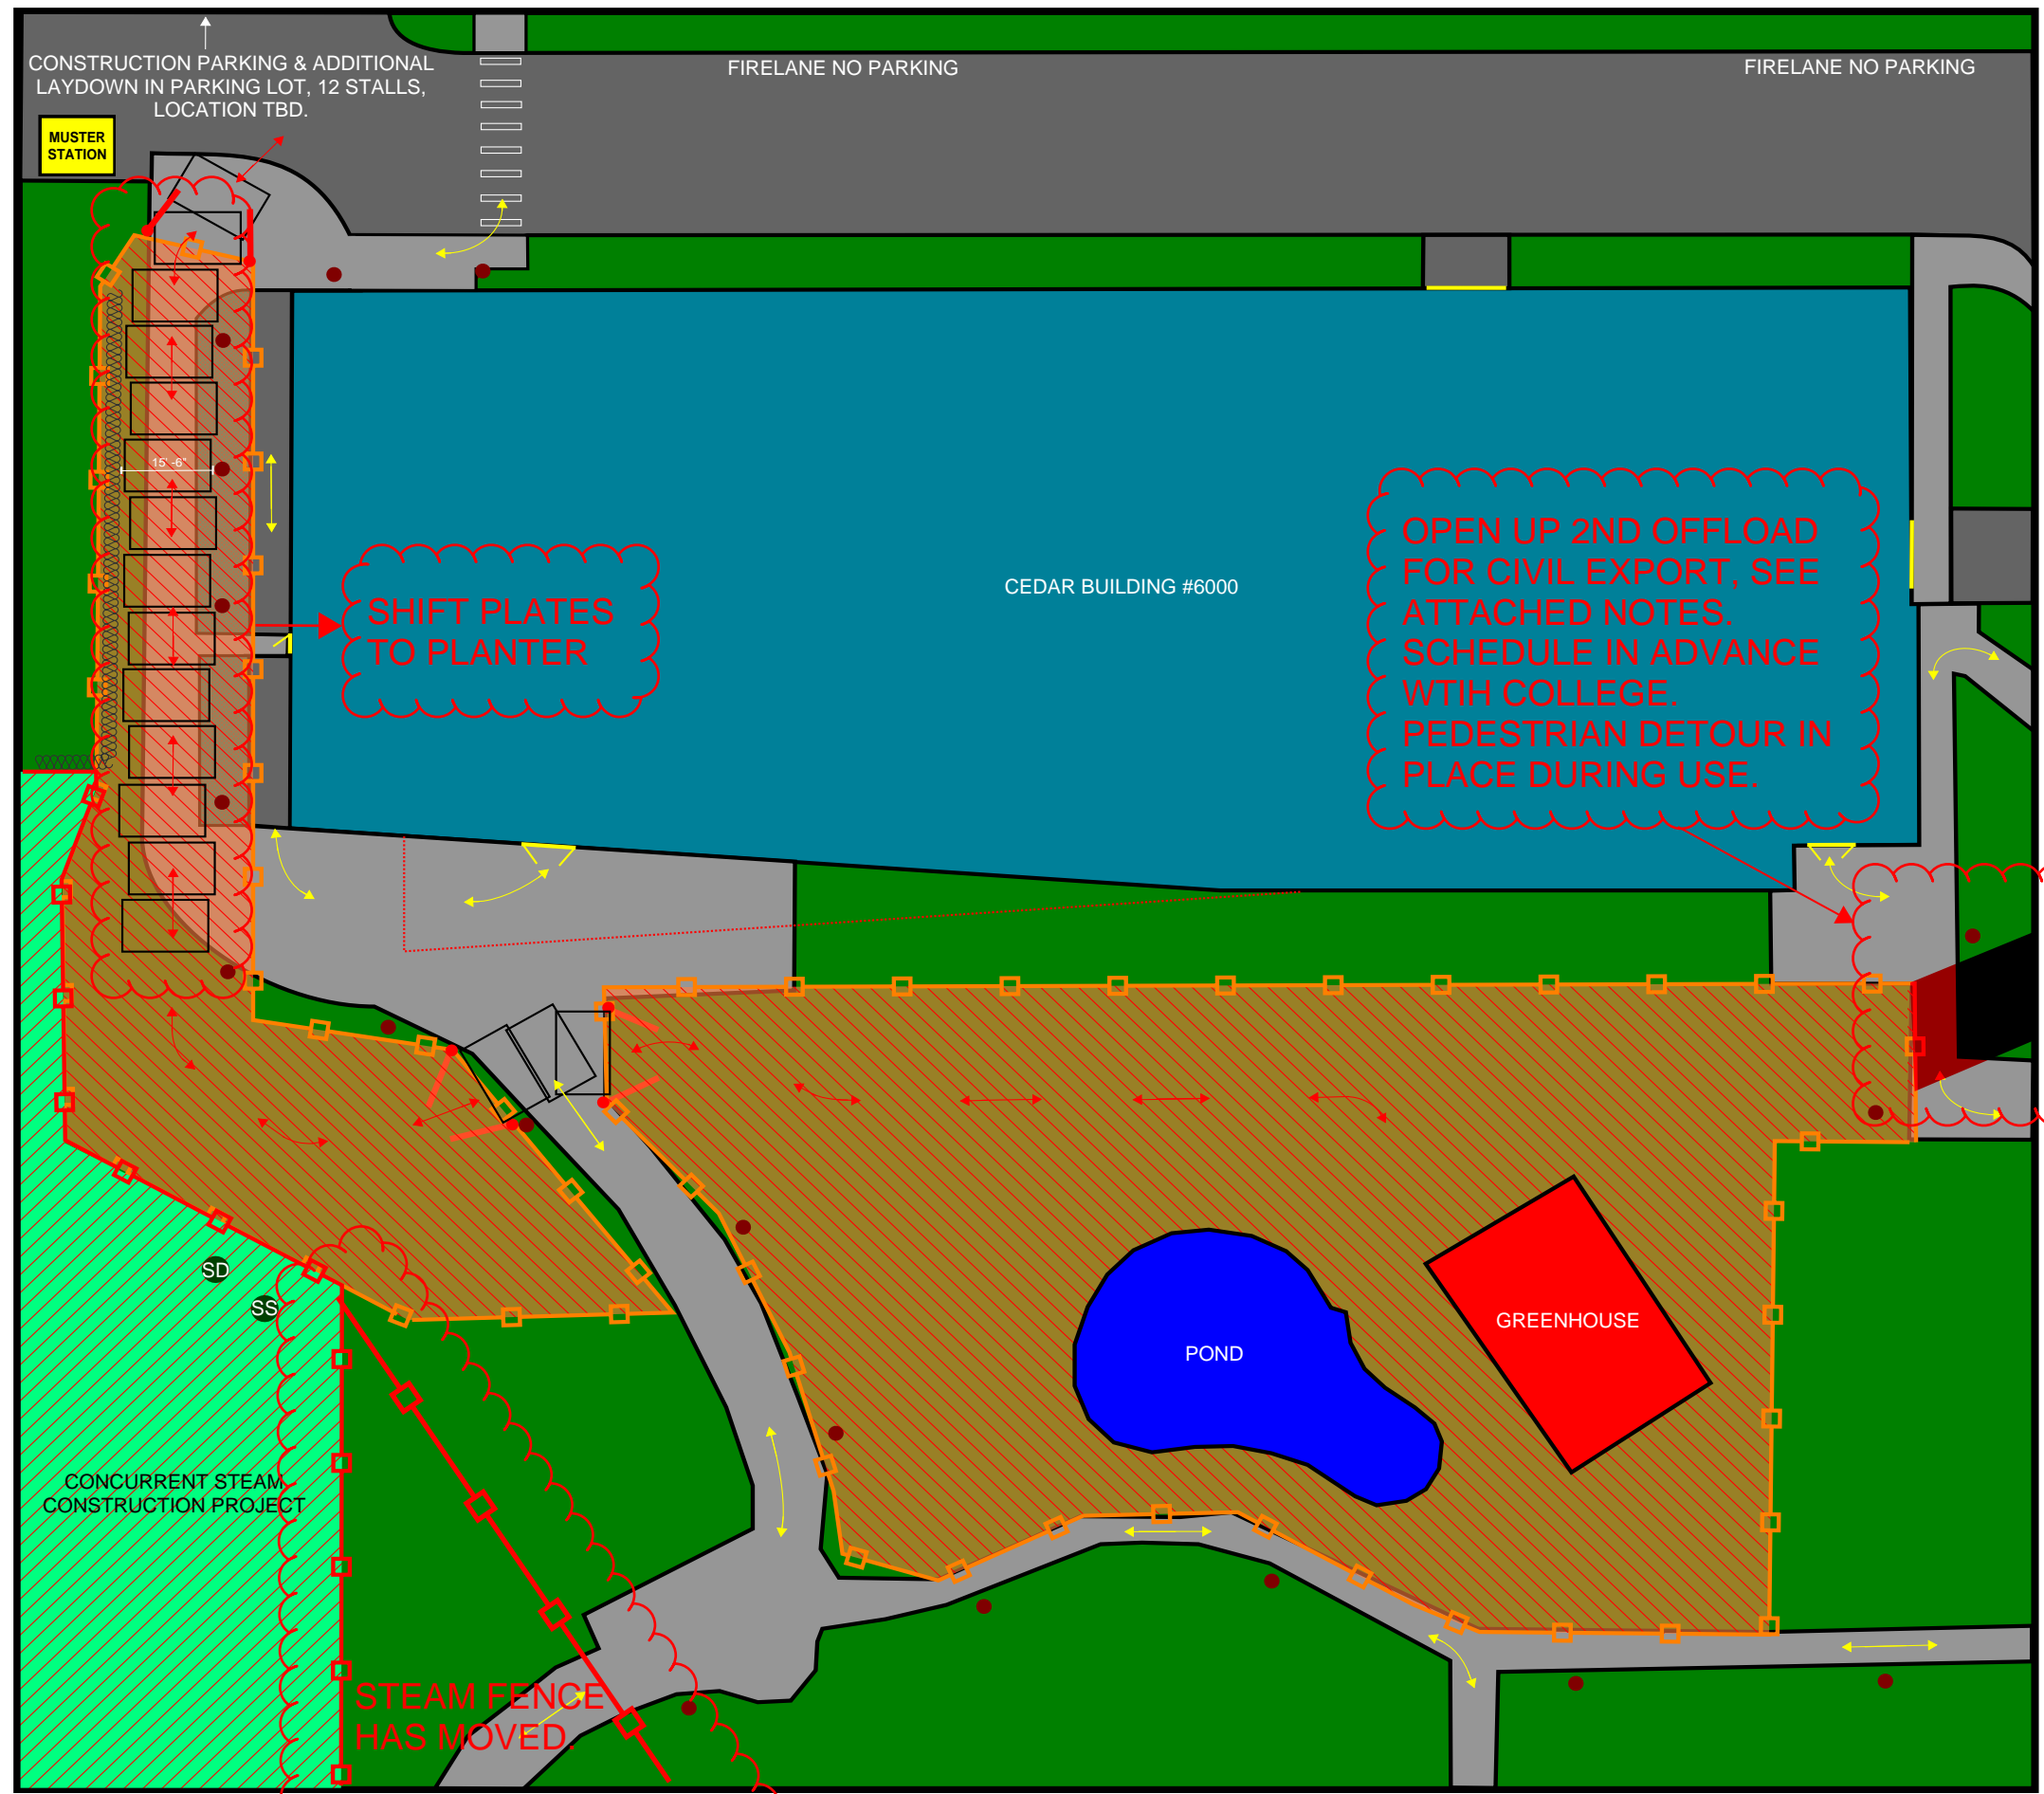 CONSTRUCTION PARKING & ADDITIONAL
LAYDOWN IN PARKING LOT, 12 STALLS,
LOCATION TBD.
FIRELANE NO PARKING
FIRELANE NO PARKING
MUSTER
STATION
15' -6"
SHIFT PLATES
TO PLANTER
CEDAR BUILDING #6000
OPEN UP 2ND OFFLOAD
FOR CIVIL EXPORT, SEE
ATTACHED NOTES.
SCHEDULE IN ADVANCE
WTIH COLLEGE.
PEDESTRIAN DETOUR IN
PLACE DURING USE.
SD
SS
POND
GREENHOUSE
CONCURRENT STEAM
CONSTRUCTION PROJECT
STEAM FENCE
HAS MOVED.